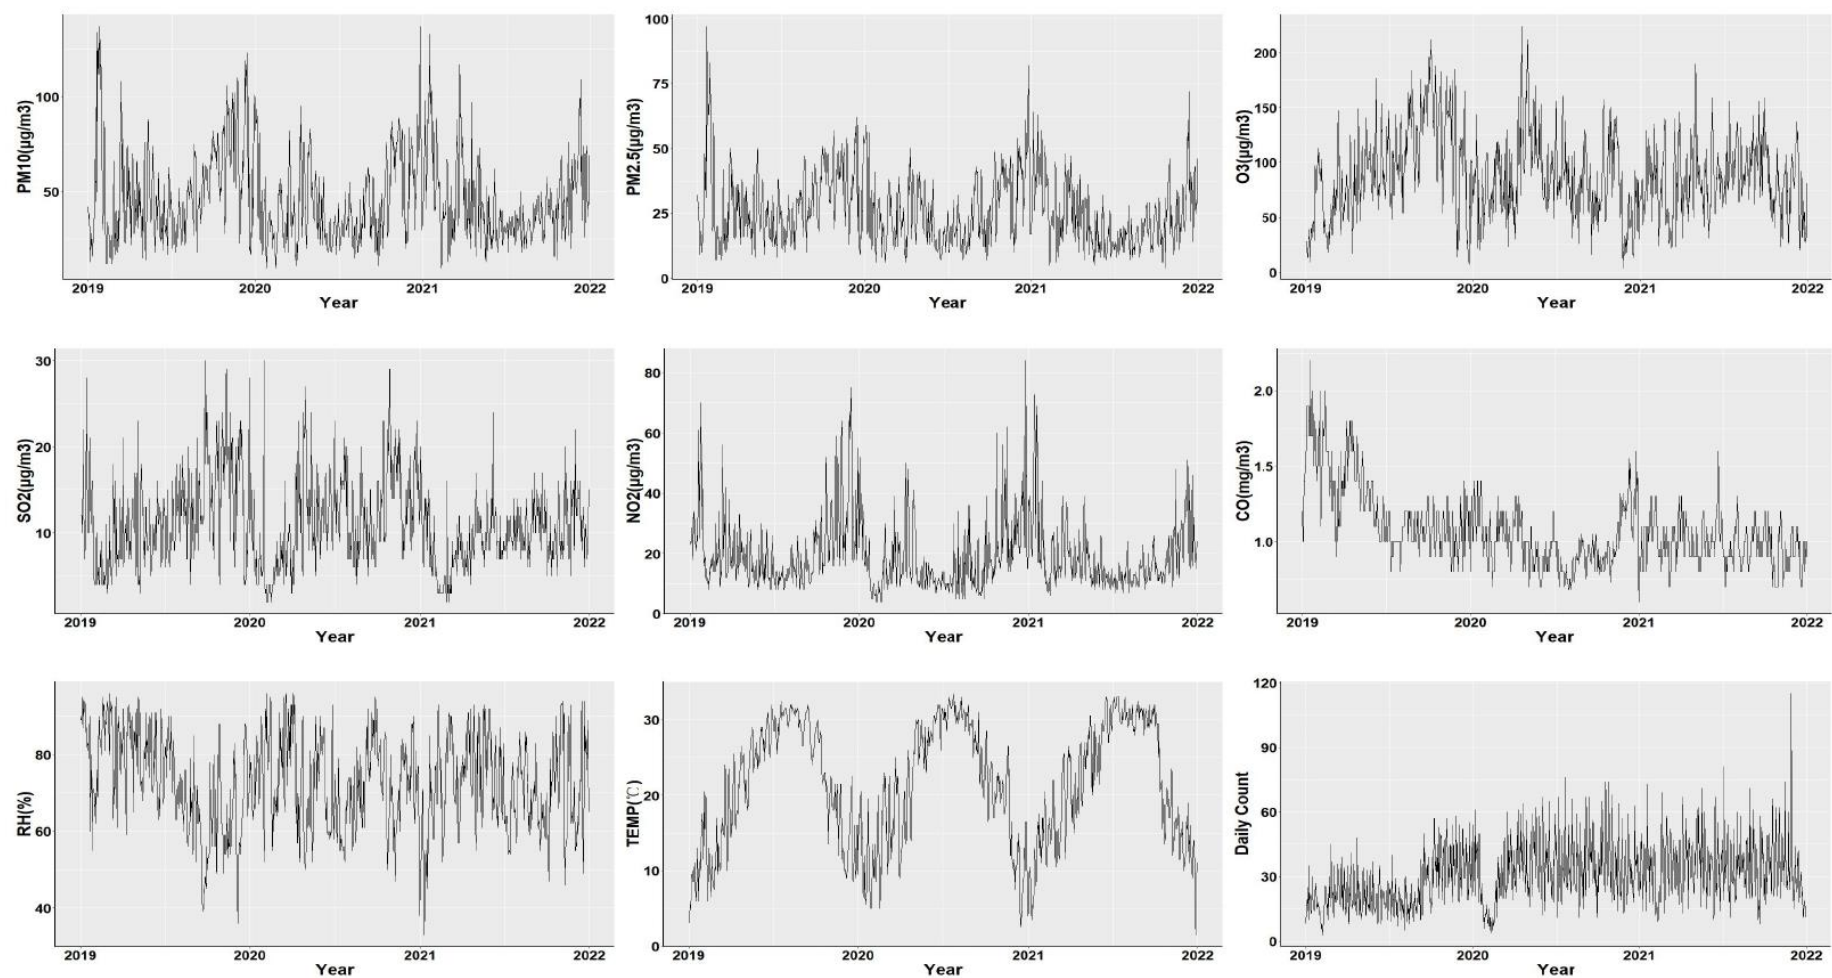 PM10(µg/m3)
100
50
2019 2020 2021 2022
Year
PM2.5(µg/m3)
100
75
50
25
0
2019 2020 2021 2022
Year
O3(µg/m3)
200
150
100
50
0
2019 2020 2021 2022
Year
SO2(µg/m3)
30
20
10
2019 2020 2021 2022
Year
NO2(µg/m3)
80
60
40
20
0
2019 2020 2021 2022
Year
CO(mg/m3)
2.0
1.5
1.0
2019 2020 2021 2022
Year
RH(%)
80
60
40
2019 2020 2021 2022
Year
TEMP(℃)
30
20
10
0
2019 2020 2021 2022
Year
Daily Count
120
90
60
30
0
2019 2020 2021 2022
Year